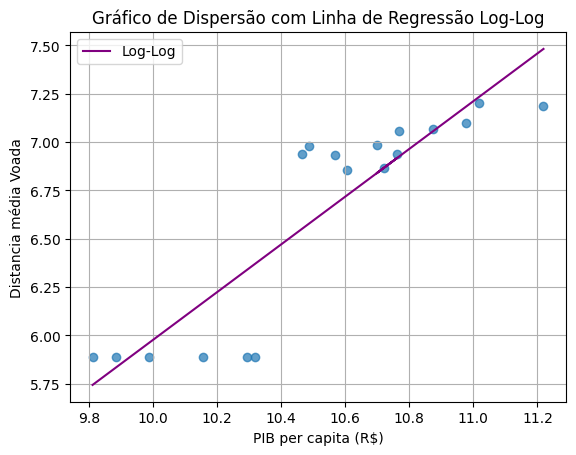 Gráfico de Dispersão com Linha de Regressão Log-Log
Log-Log
7.50
7.25
7.00
6.75
6.50
6.25
6.00
5.75
Distancia média Voada
9.8 10.0 10.2 10.4 10.6 10.8 11.0 11.2
PIB per capita (R$)